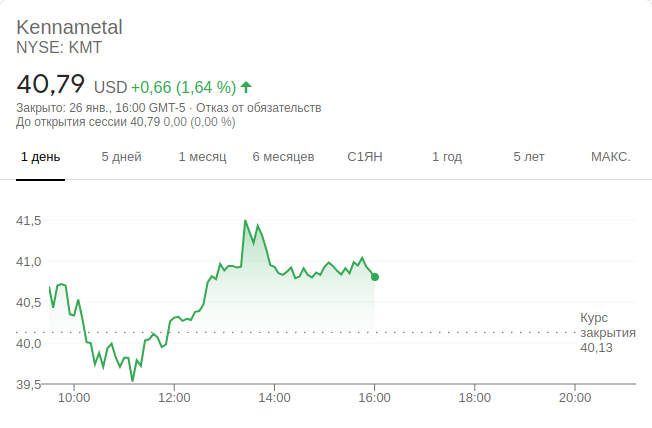 Kennametal
NYSE: KMT
40,79 USD +0,66 (1,64 %)
Закрыто: 26 янв., 16:00 GMT-5 · Отказ от обязательств
До открытия сессии 40,79 0,00 (0,00 %)
1 день 5 дней 1 месяц 6 месяцев С1ЯН 1 год 5 лет МАКС.
41,5
41,0
40,5
Курс
закрытия
40,13
40,0
39,5
10:00 12:00 14:00 16:00 18:00 20:00